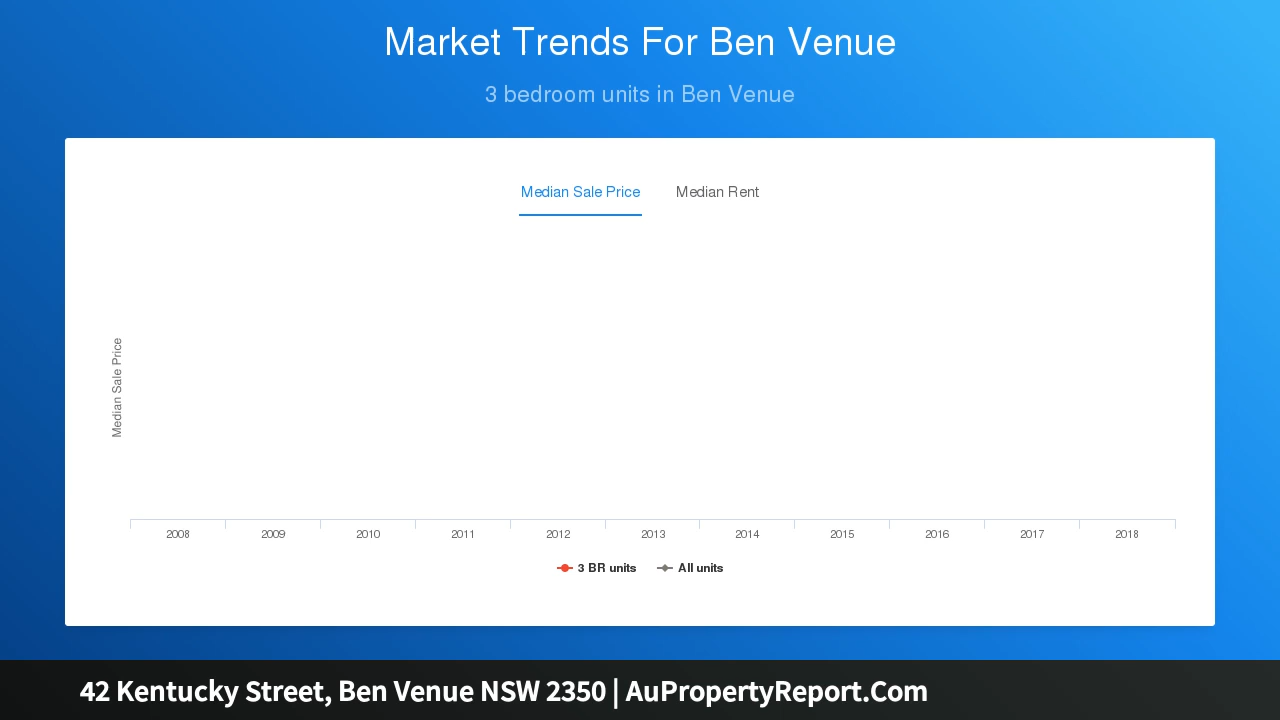 Market Trends For Ben Venue
3 bedroom units in Ben Venue
Median Sale Price Median Rent
Median Sale Price
2008 2009 2010 2011 2012 2013 2014 2015 2016 2017 2018
3 BR units All units
42 Kentucky Street, Ben Venue NSW 2350 | AuPropertyReport.Com